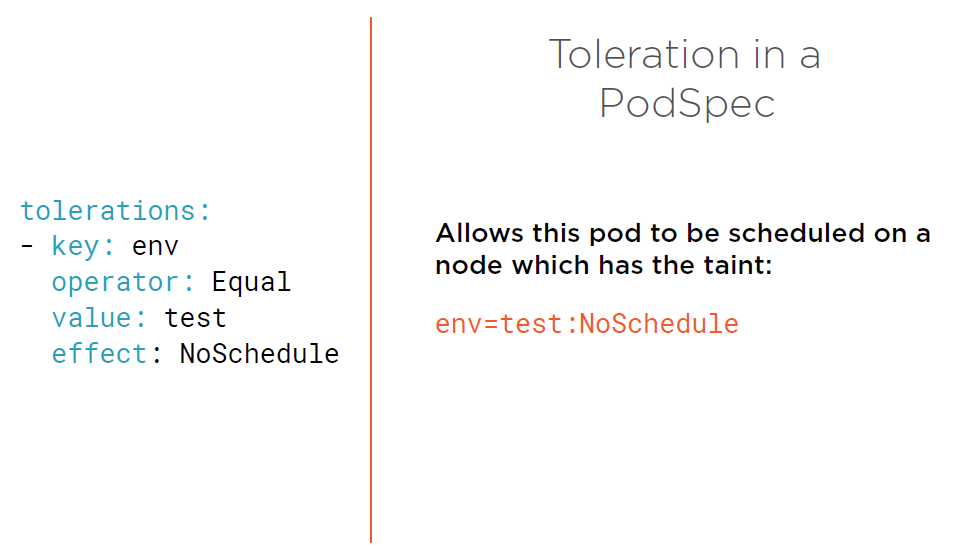 Toleration in a
PodSpec
tolerations:
- key: env
  operator: Equal
  value: test
  effect: NoSchedule
Allows this pod to be scheduled on a
node which has the taint:
env=test:NoSchedule